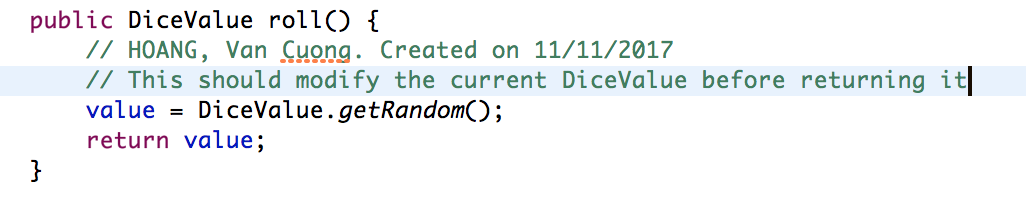 public DiceValue roll() {
// HOANG, Van Cuong. Created on 11/11/2017
// This should modify the current DiceValue before returning it
value = DiceValue.getRandom();
return value;
}